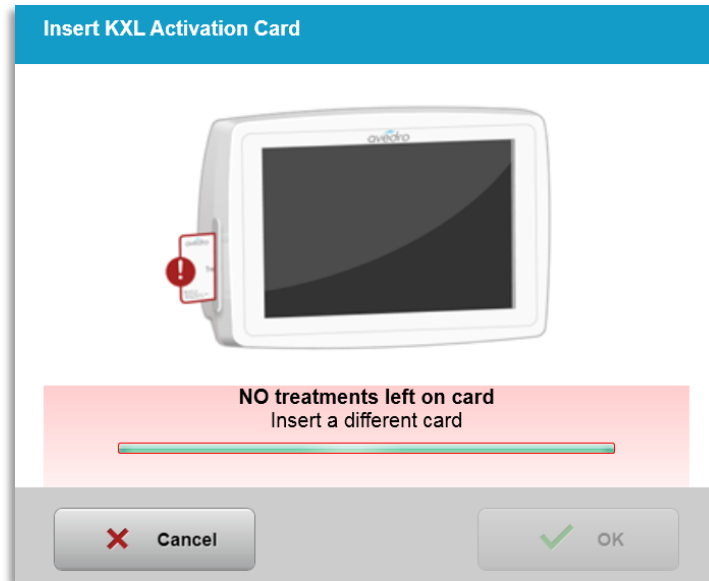 Insert KXL Activation Card
avedro
avedro
NO treatments left on card
Insert a different card
Cancel
OK